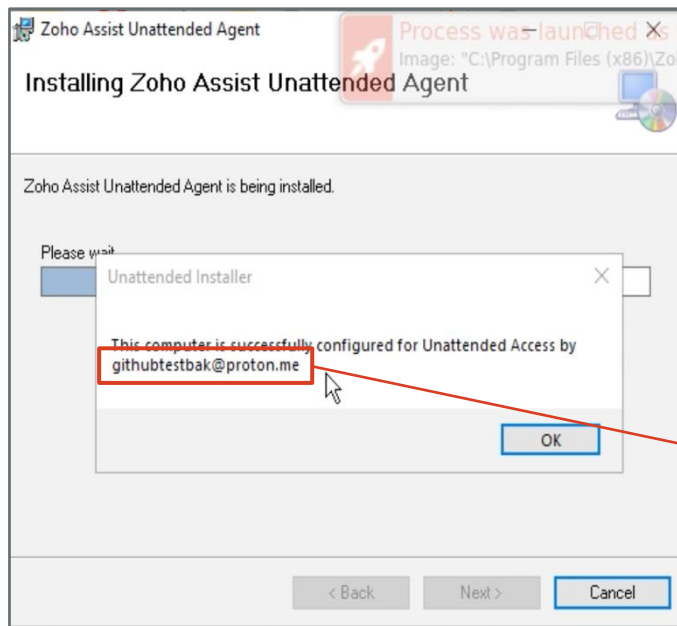 Zoho Assist Unattended Agent
Process was launched as
Image: "C:\Program Files (x86)\Zo
Installing Zoho Assist Unattended Agent
Zoho Assist Unattended Agent is being installed.
Please wait
Unattended Installer
This computer is successfully configured for Unattended Access by
githubtestbak@proton.me
OK
< Back
Next >
Cancel